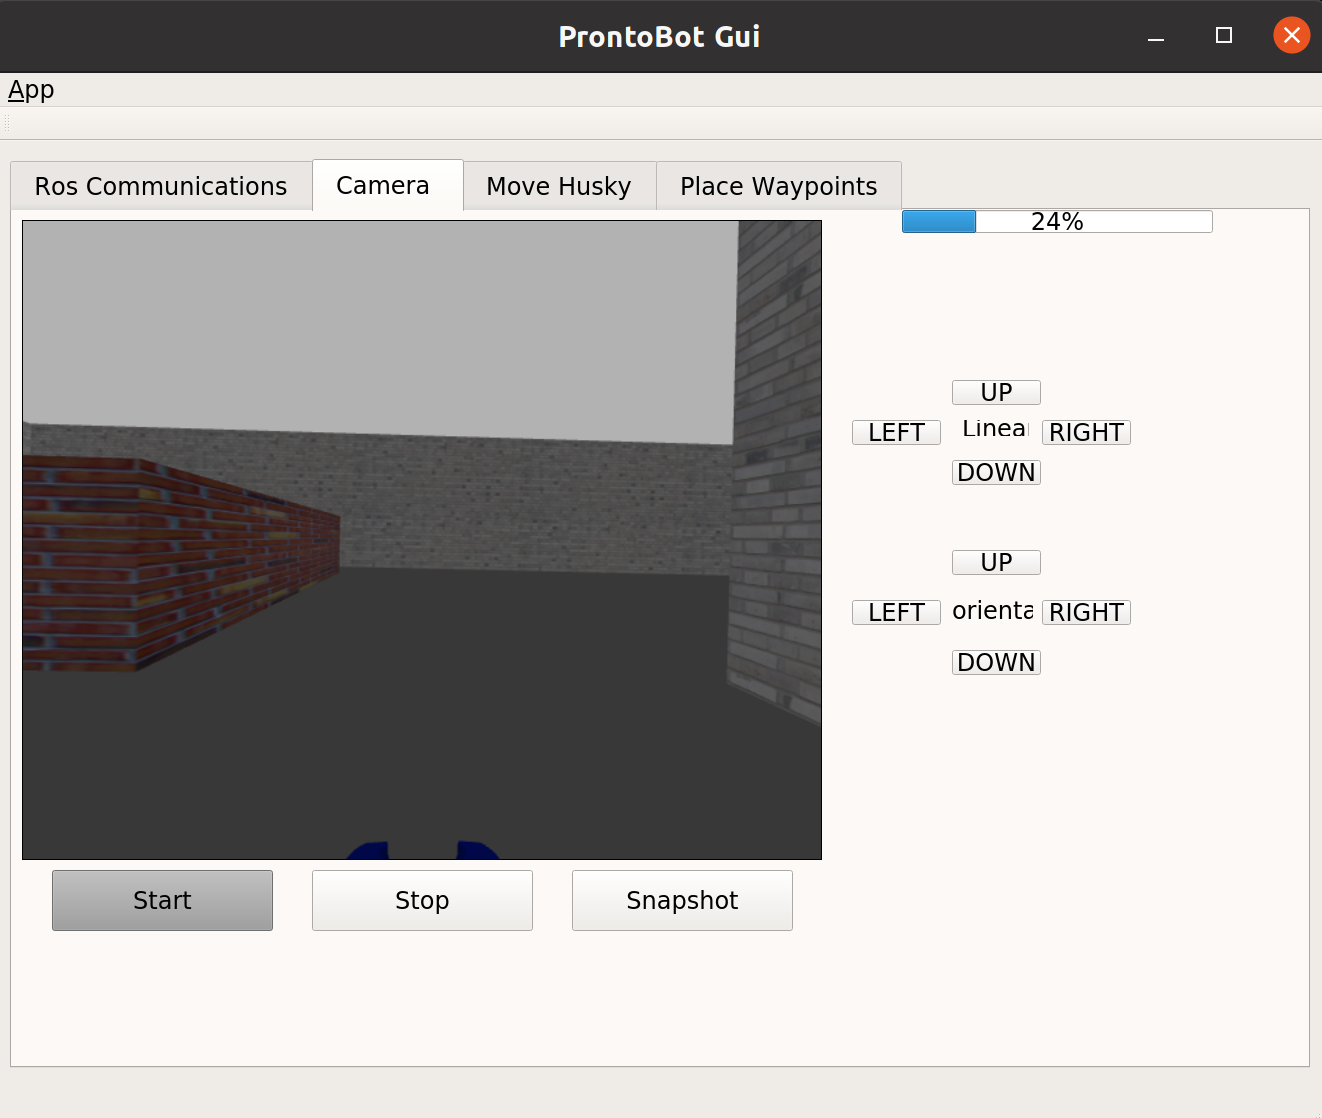 ProntoBot Gui
App
Ros Communications Camera Move Husky Place Waypoints
24%
UP
LEFT Linear RIGHT
DOWN
UP
LEFT orienta RIGHT
DOWN
Start Stop Snapshot